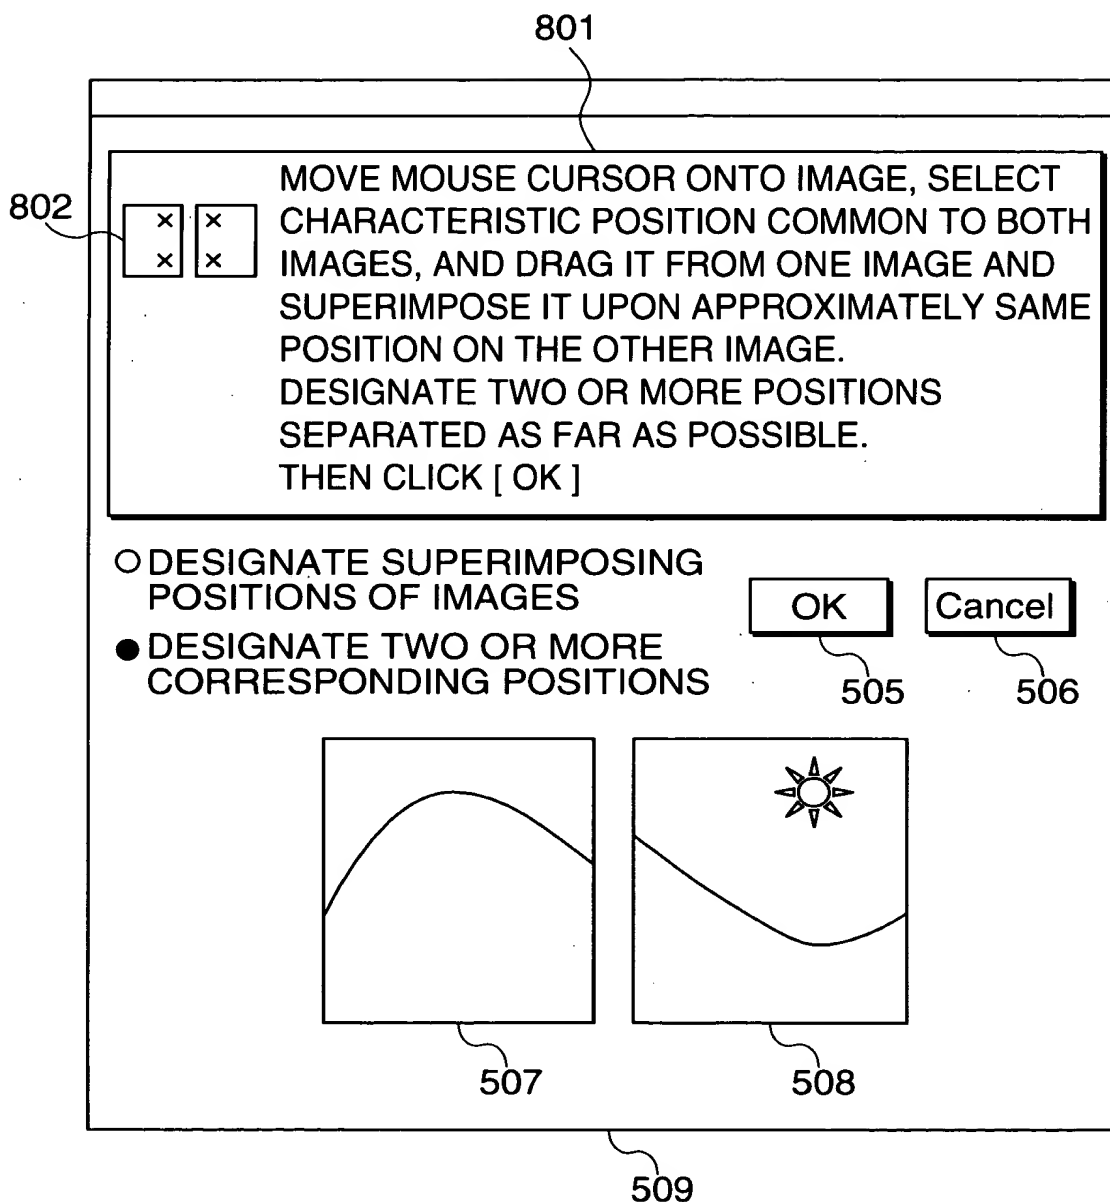 801
802
× ×
× ×
MOVE MOUSE CURSOR ONTO IMAGE, SELECT
CHARACTERISTIC POSITION COMMON TO BOTH
IMAGES, AND DRAG IT FROM ONE IMAGE AND
SUPERIMPOSE IT UPON APPROXIMATELY SAME
POSITION ON THE OTHER IMAGE.
DESIGNATE TWO OR MORE POSITIONS
SEPARATED AS FAR AS POSSIBLE.
THEN CLICK [ OK ]
DESIGNATE SUPERIMPOSING
POSITIONS OF IMAGES
DESIGNATE TWO OR MORE
CORRESPONDING POSITIONS
OK
Cancel
505
506
507
508
509